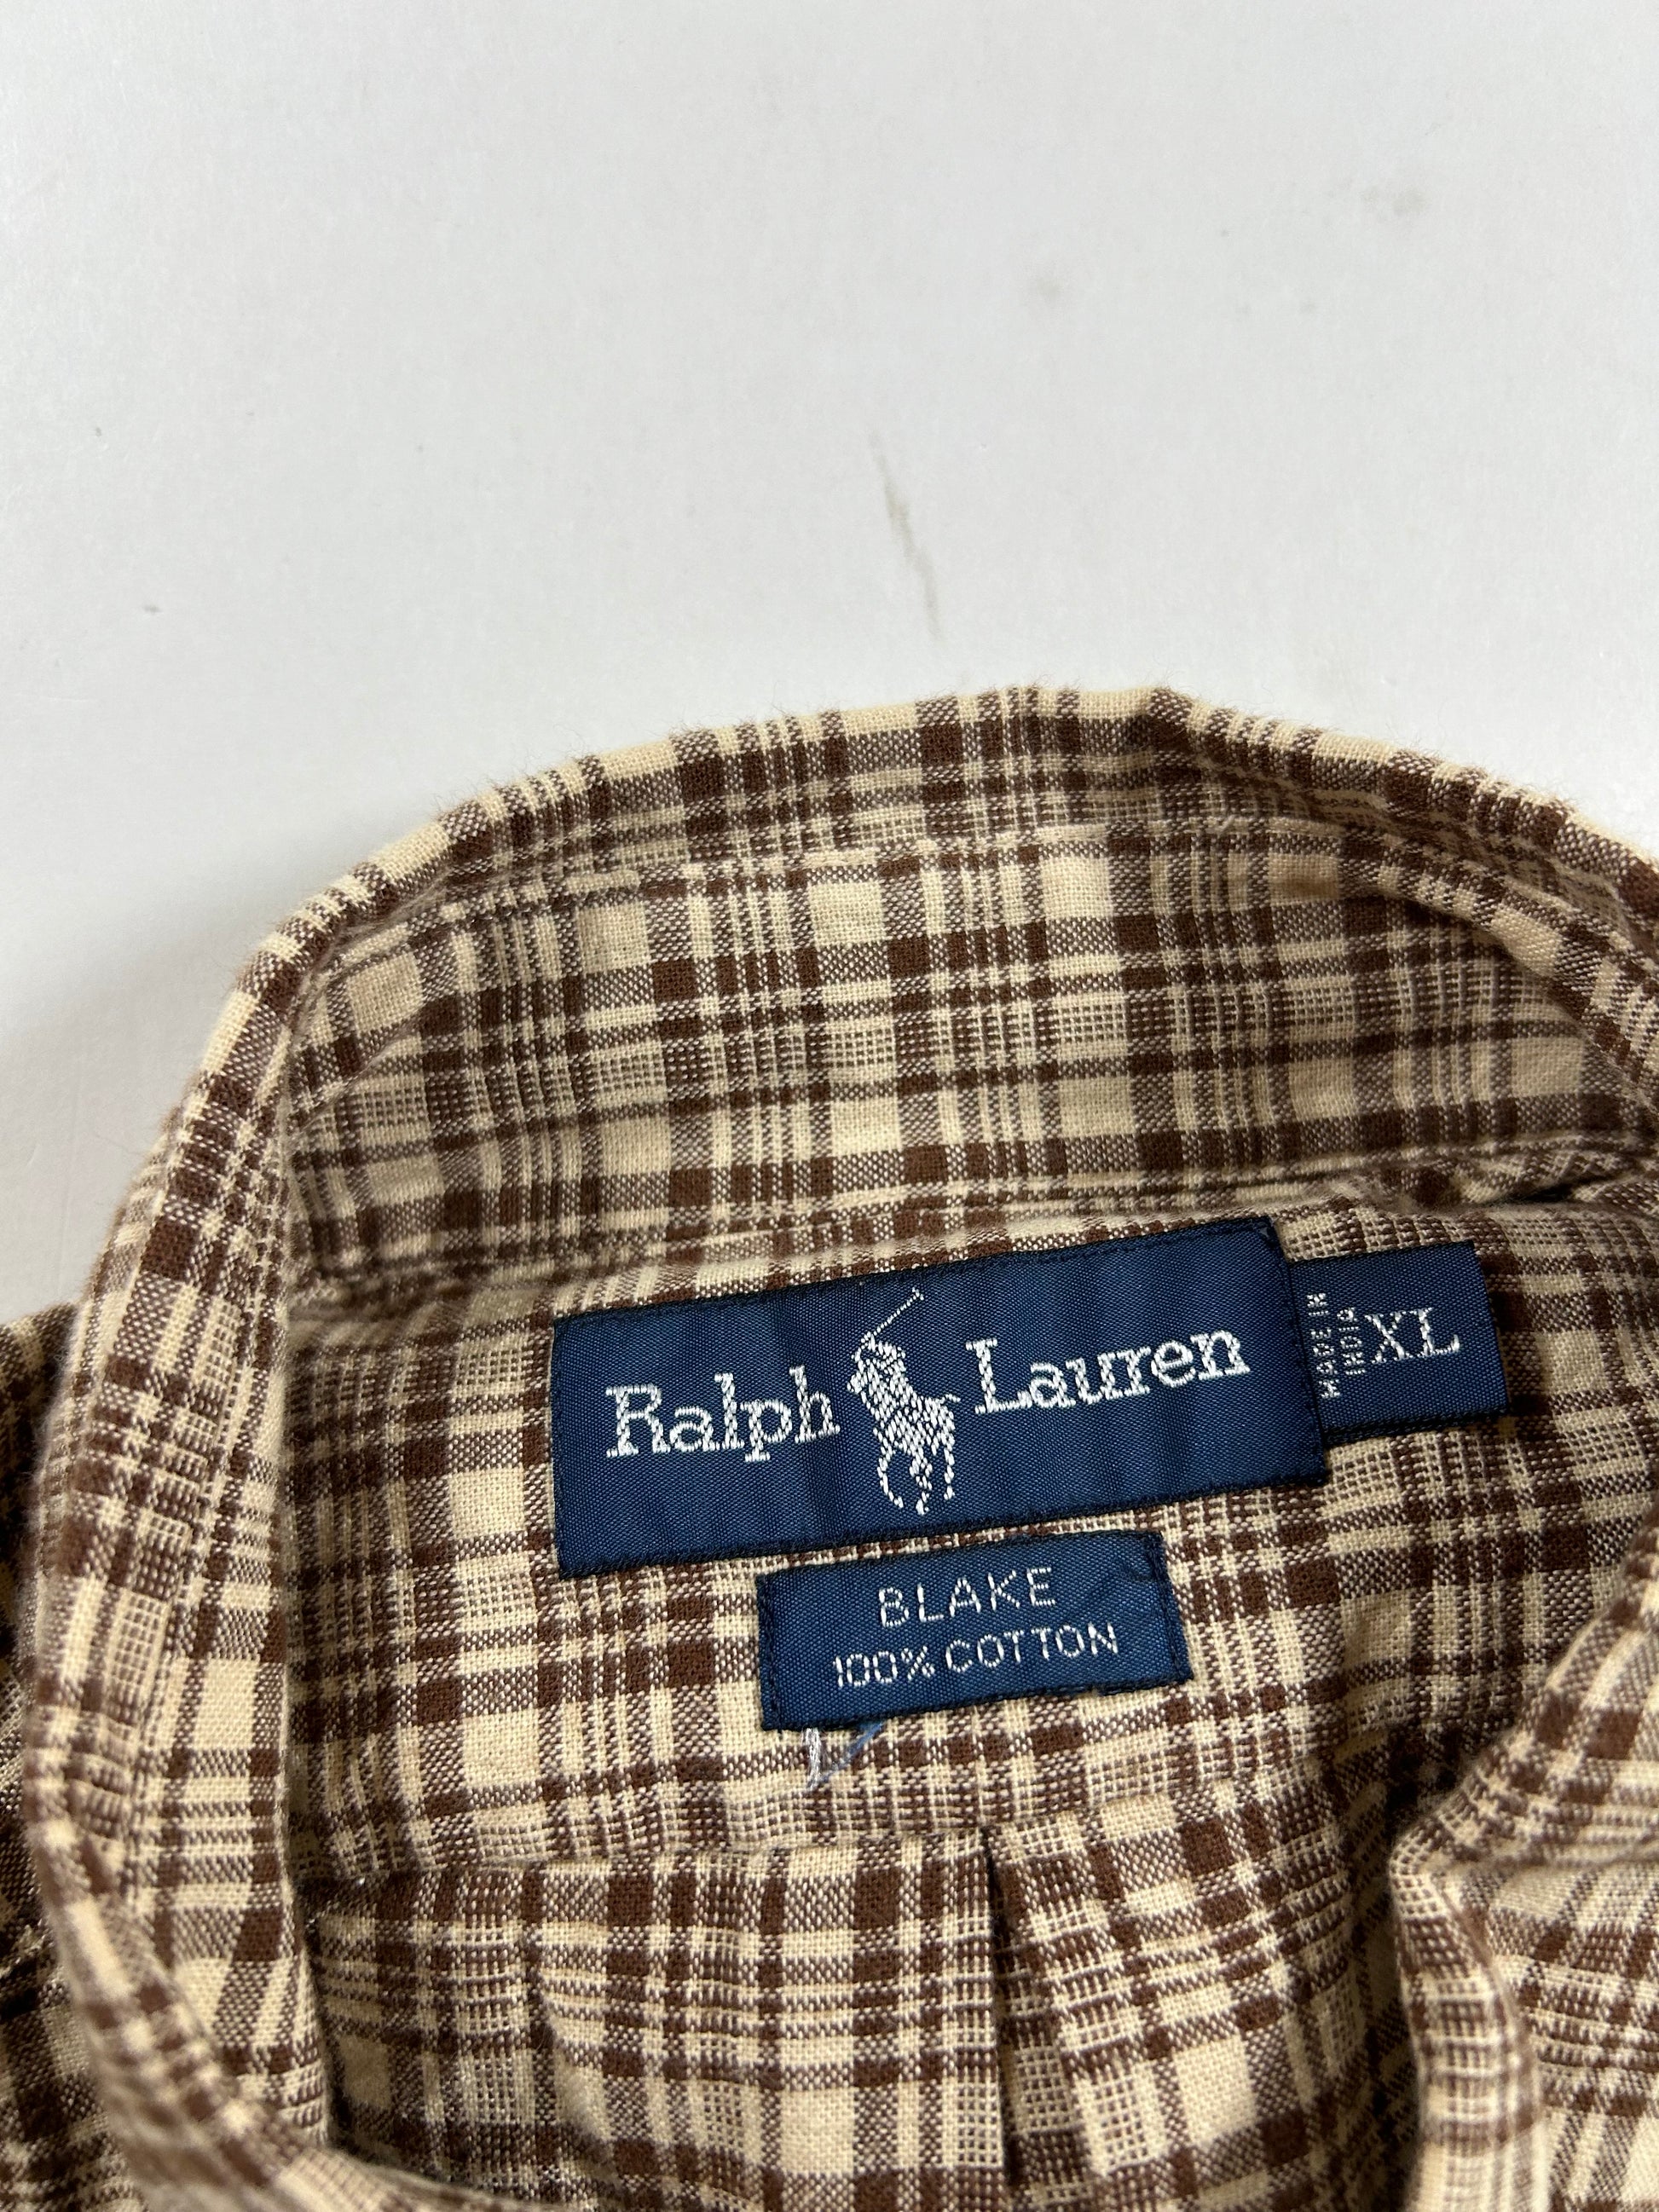 Ralph Lauren
MADE IN
INDIA
XL
BLAKE
100% COTTON